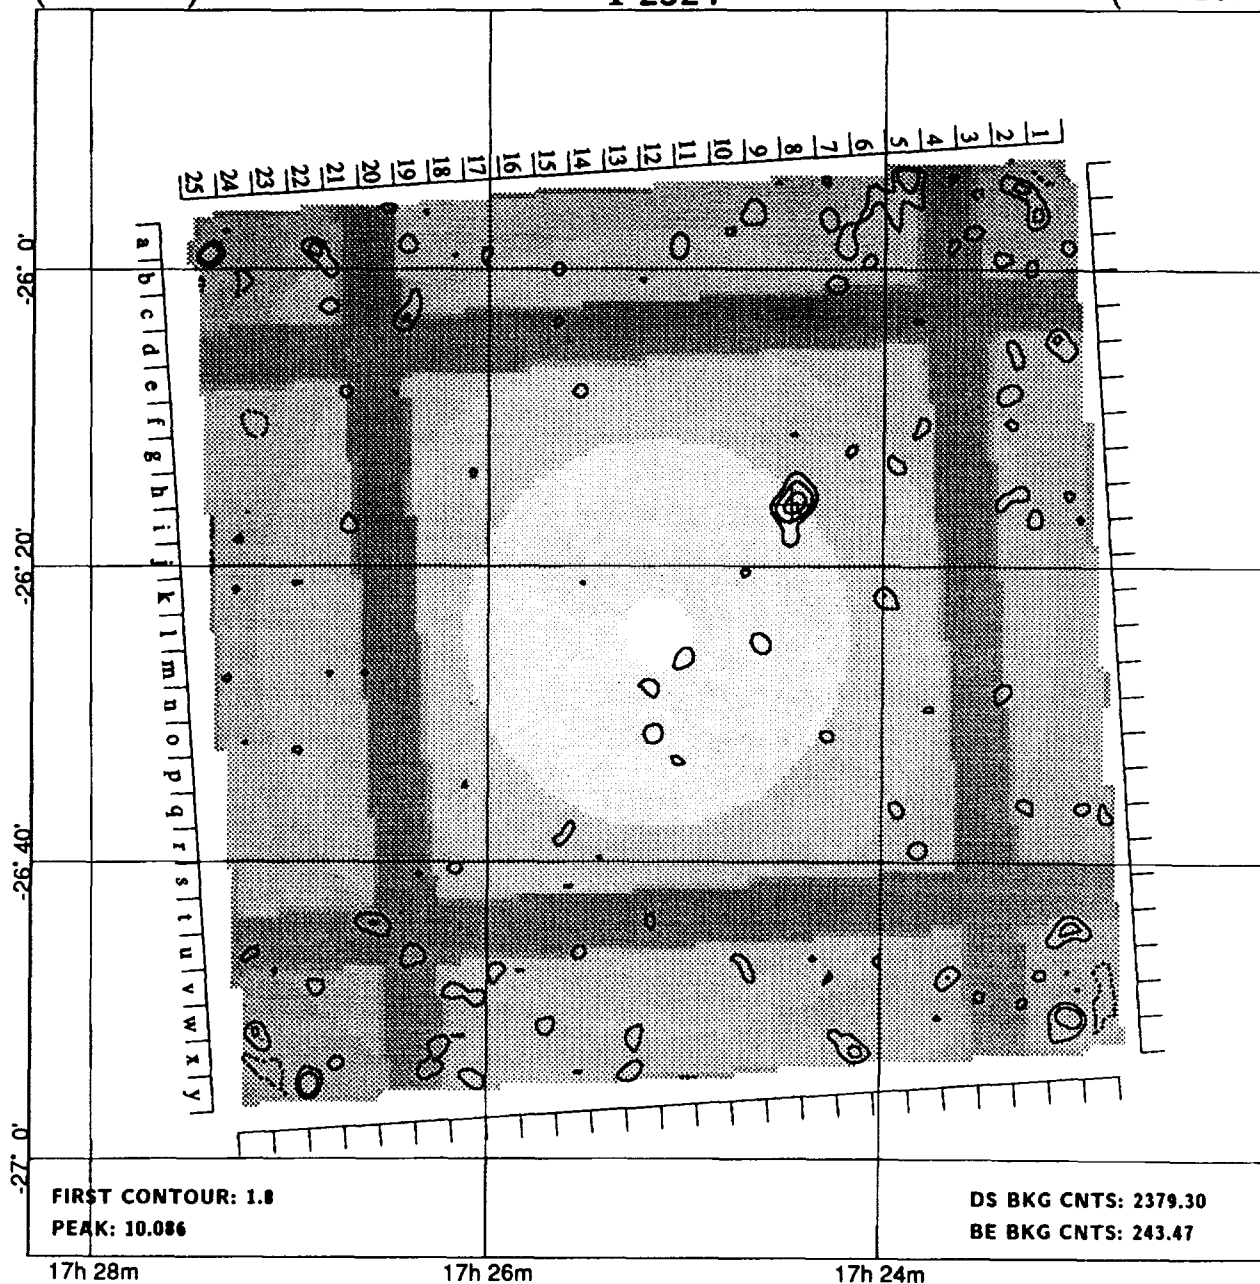 25 24 23 22 21 20 19 18 17 16 15 14 13 12 11 10 9 8 7 6 5 4 3 2 1
a b c d e f g h i j k l m n o p q r s t u v w x y
-26° 0'
-26° 20'
-26° 40'
-27° 0'
FIRST CONTOUR: 1.8
PEAK: 10.086
DS BKG CNTS: 2379.30
BE BKG CNTS: 243.47
17h 28m 17h 26m 17h 24m